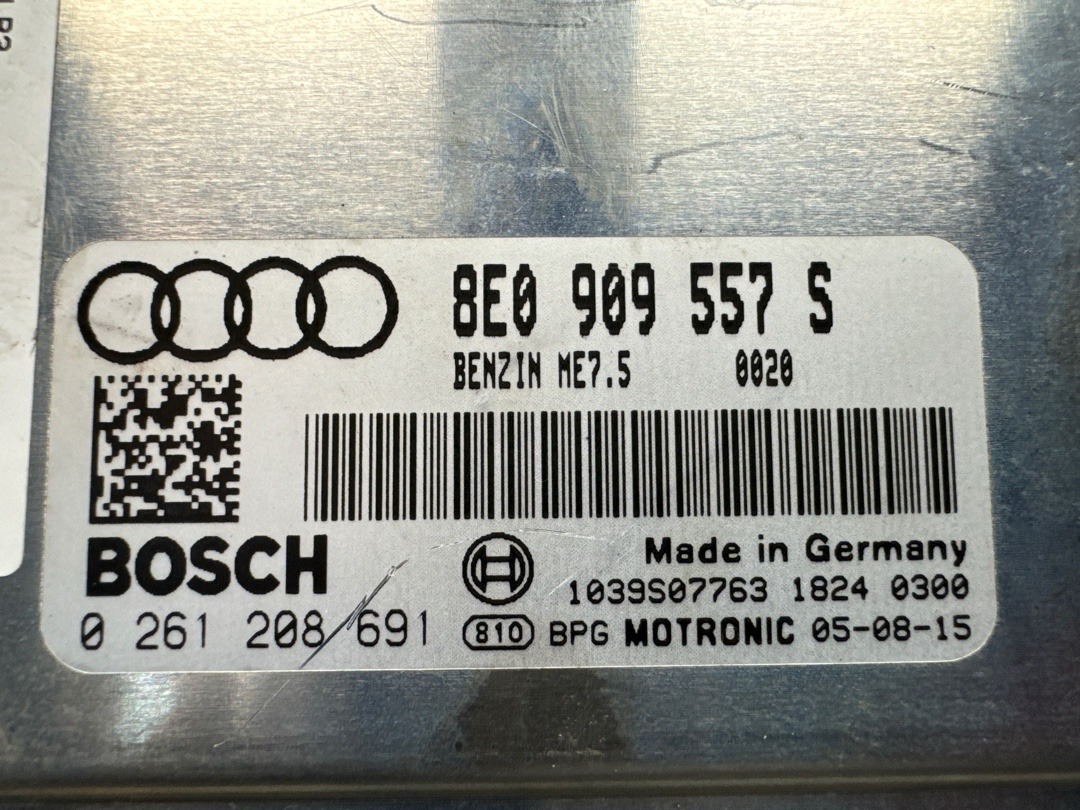 8E0 909 557 S
BENZIN ME7.5 0020
BOSCH
Made in Germany
1039S07763 1824 0300
0 261 208 691
810 BPG MOTRONIC 05-08-15